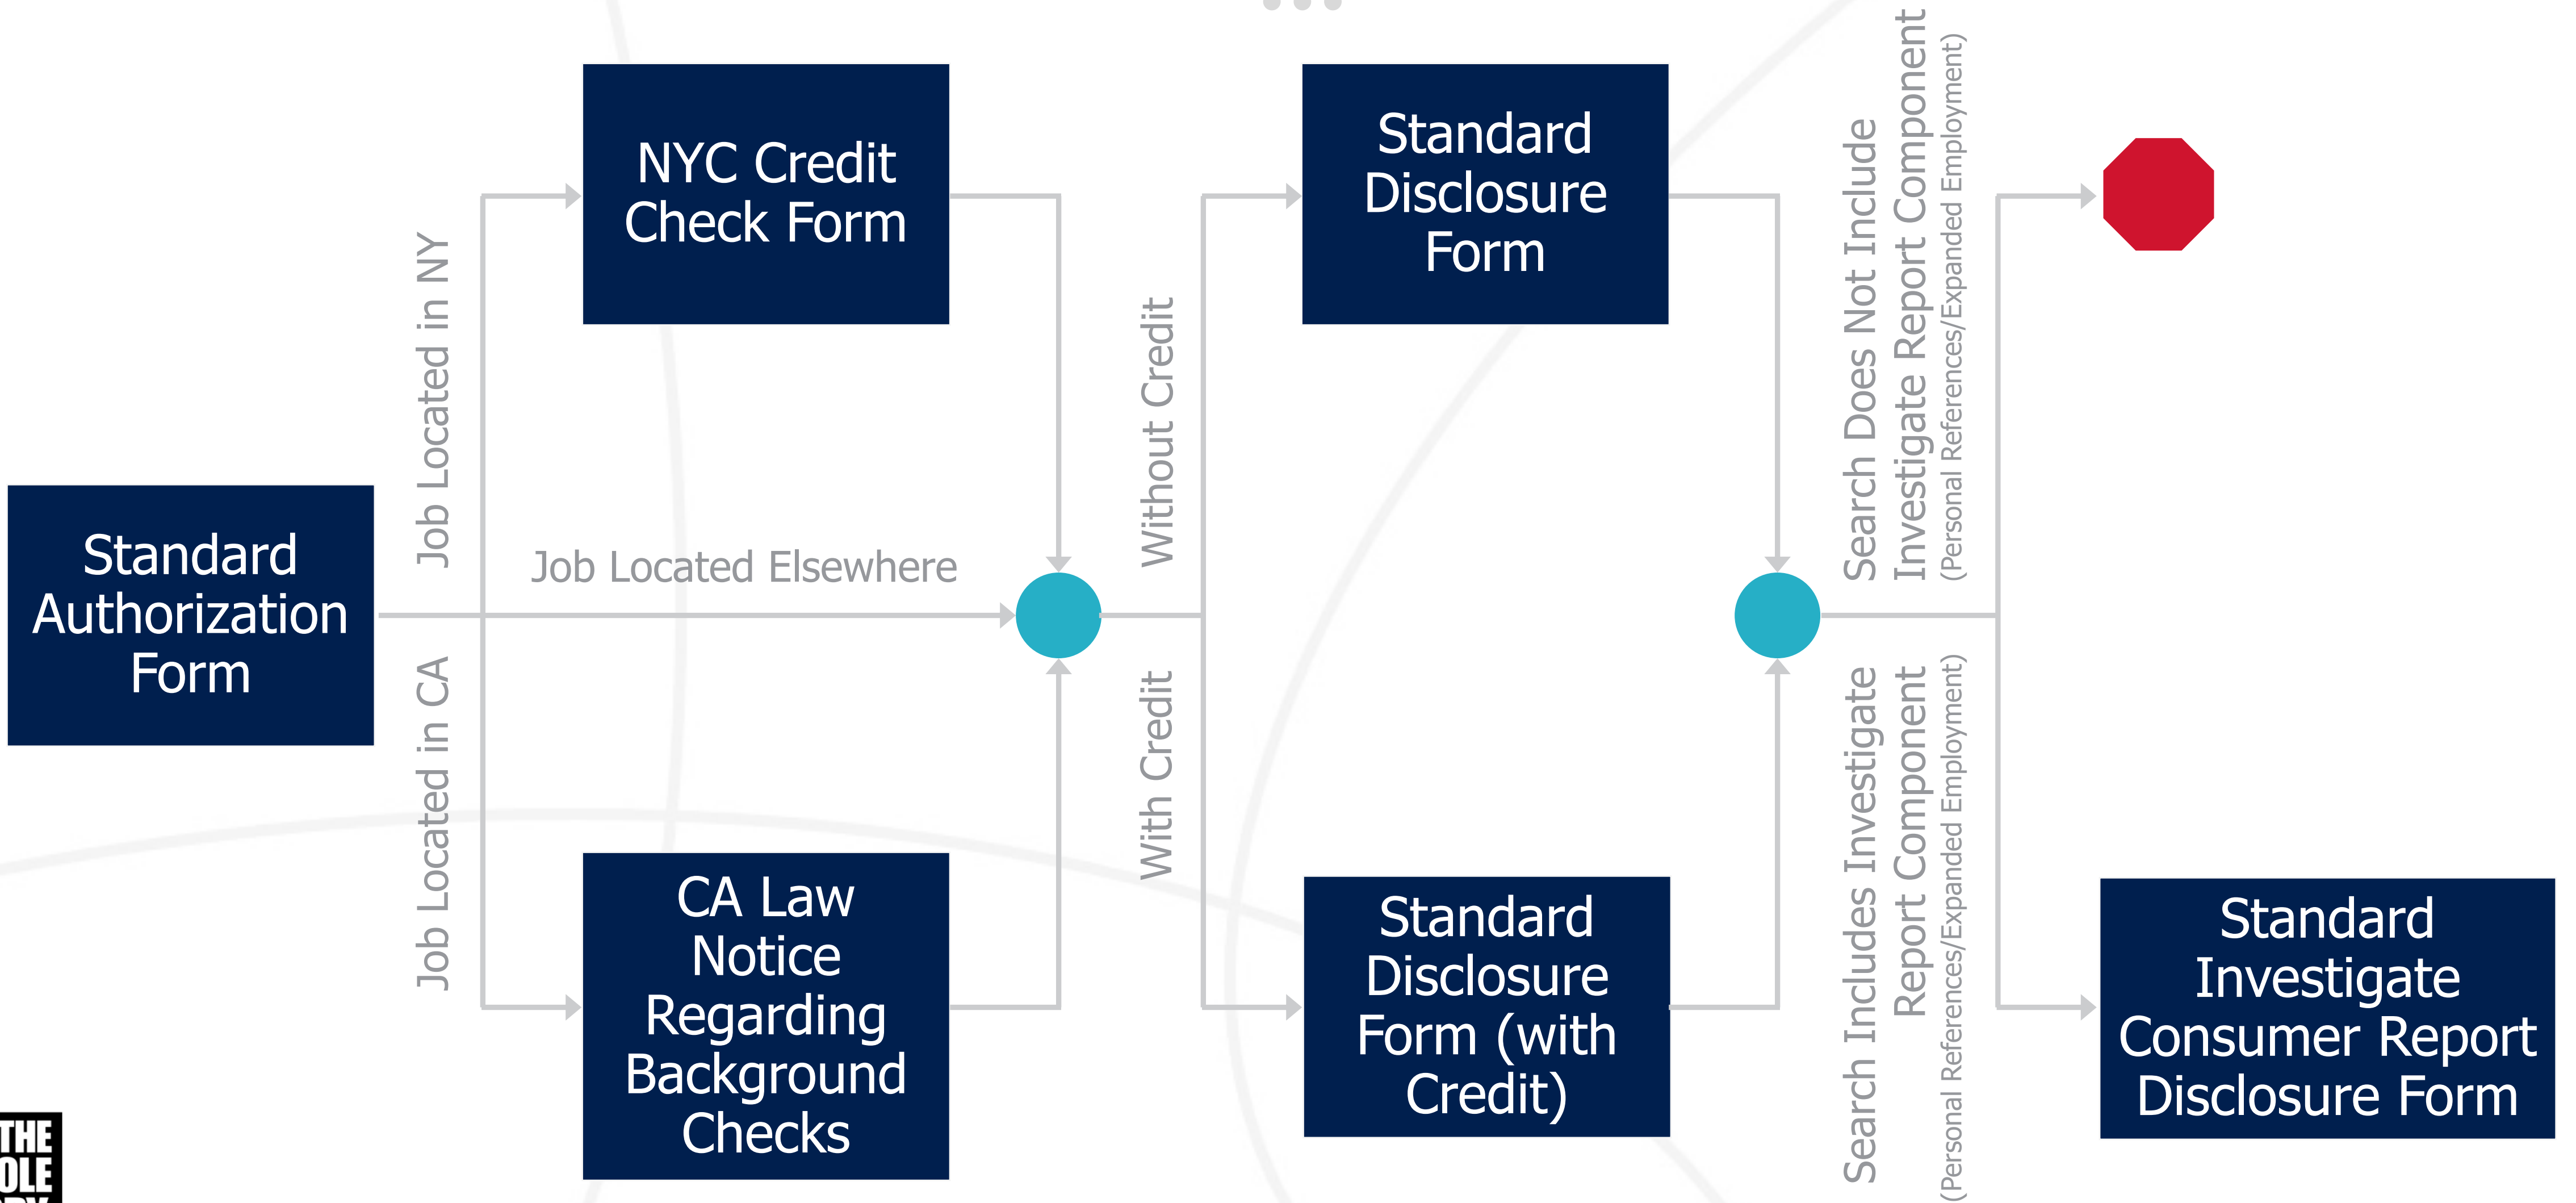 Standard
Authorization
Form
Job Located in NY
Job Located Elsewhere
Job Located in CA
NYC Credit
Check Form
CA Law
Notice
Regarding
Background
Checks
Without Credit
With Credit
Standard
Disclosure
Form
Standard
Disclosure
Form (with
Credit)
Search Does Not Include
Investigate Report Component
(Personal References/Expanded Employment)
Search Includes Investigate
Report Component
(Personal References/Expanded Employment)
Standard
Investigate
Consumer Report
Disclosure Form
THE
OLE